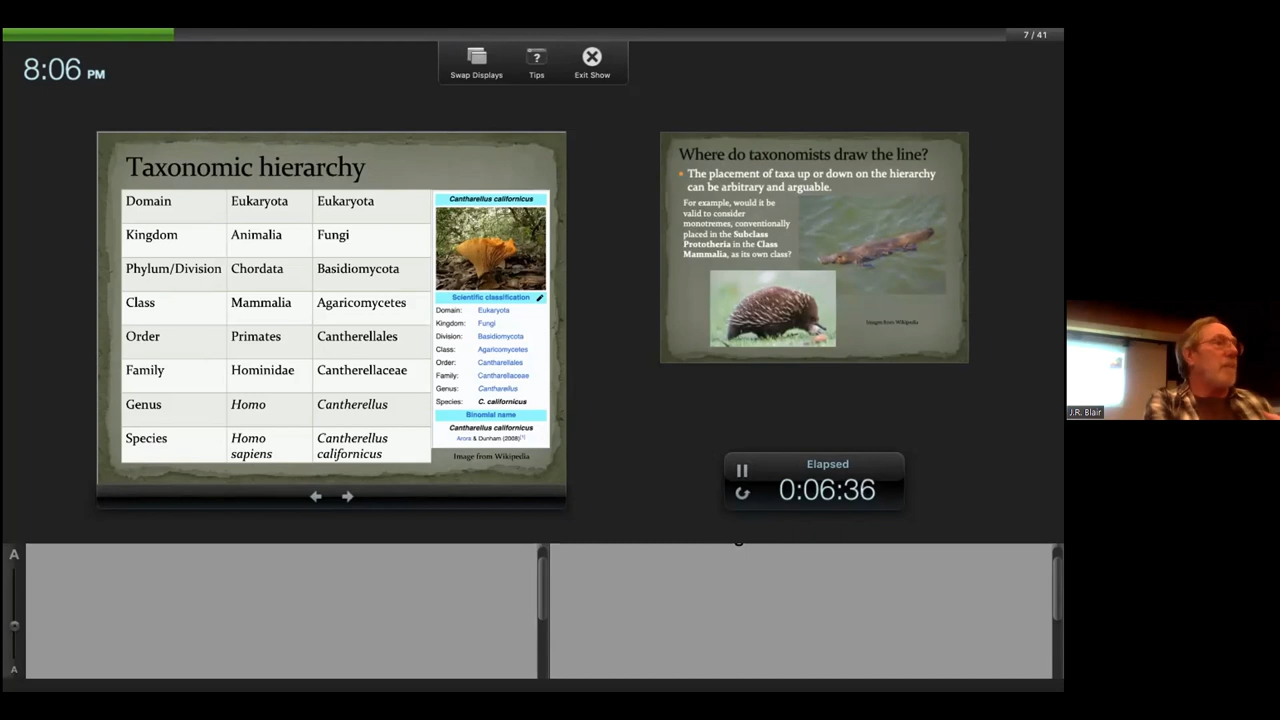 7 / 41
8:06 PM
Swap Displays
?
Tips
Exit Show
Taxonomic hierarchy
Domain Eukaryota Eukaryota
Kingdom Animalia Fungi
Phylum/Division Chordata Basidiomycota
Class Mammalia Agaricomycetes
Order Primates Cantherellales
Family Hominidae Cantherellaceae
Genus Homo Cantherellus
Species Homo sapiens Cantherellus californicus
Cantharellus californicus
Scientific classification
Domain: Eukaryota
Kingdom: Fungi
Division: Basidiomycota
Class: Agaricomycetes
Order: Cantharellales
Family: Cantharellaceae
Genus: Cantharellus
Species: C. californicus
Binomial name
Cantharellus californicus
Arora & Dunham (2008)[1]
Image from Wikipedia
Where do taxonomists draw the line?
The placement of taxa up or down on the hierarchy
can be arbitrary and arguable.
For example, would it be
valid to consider
monotremes, conventionally
placed in the Subclass
Prototheria in the Class
Mammalia, as its own class?
Images from Wikipedia
Elapsed
0:06:36
J.R. Blair
A
A